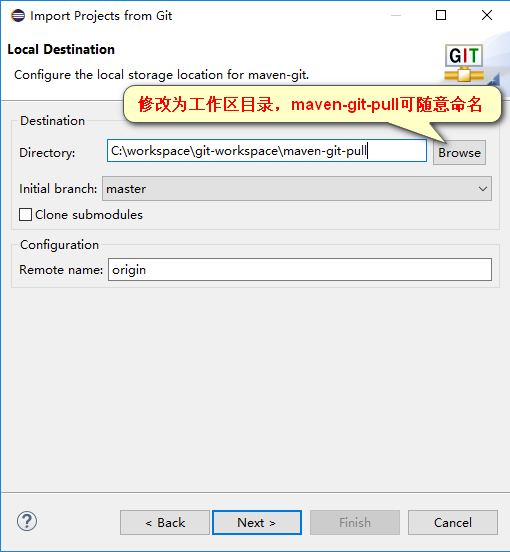 Import Projects from Git
Local Destination
Configure the local storage location for maven-git.
GIT
修改为工作区目录，maven-git-pull可随意命名
Destination
Directory: C:\workspace\git-workspace\maven-git-pull Browse
Initial branch: master
Clone submodules
Configuration
Remote name: origin
? < Back Next > Finish Cancel